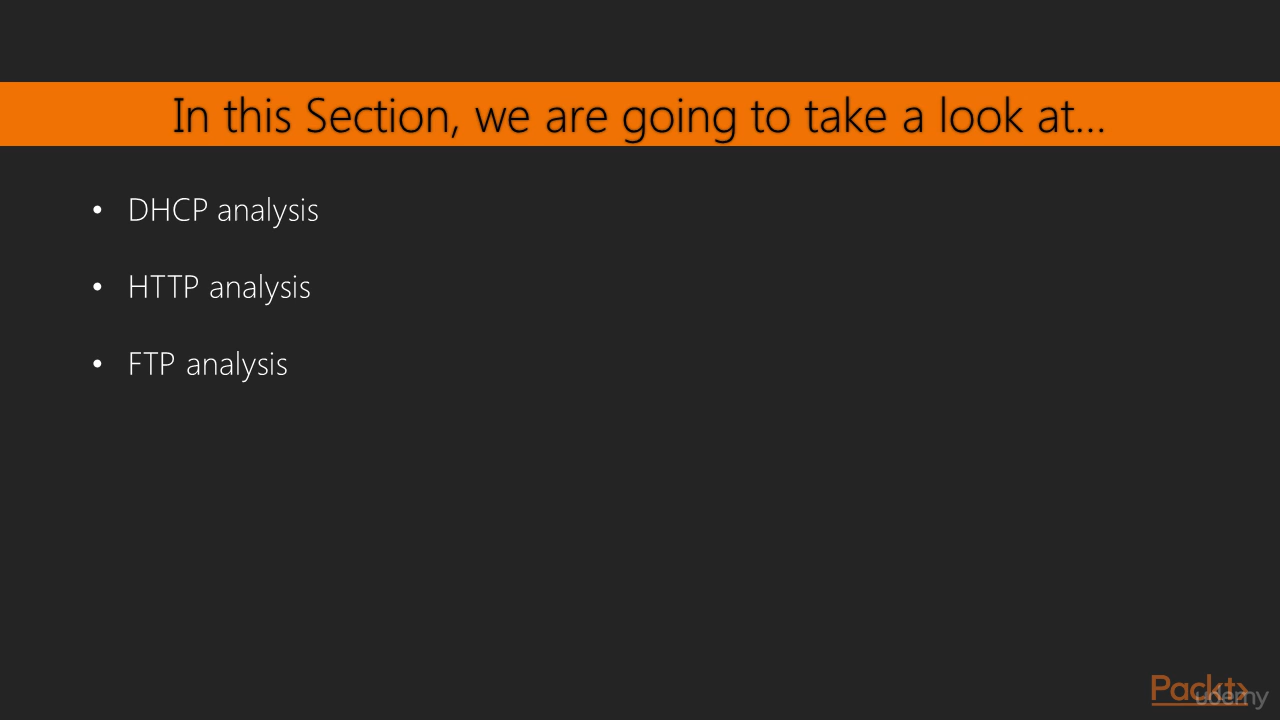 In this Section, we are going to take a look at...
• DHCP analysis
• HTTP analysis
• FTP analysis
Packt>
udemy